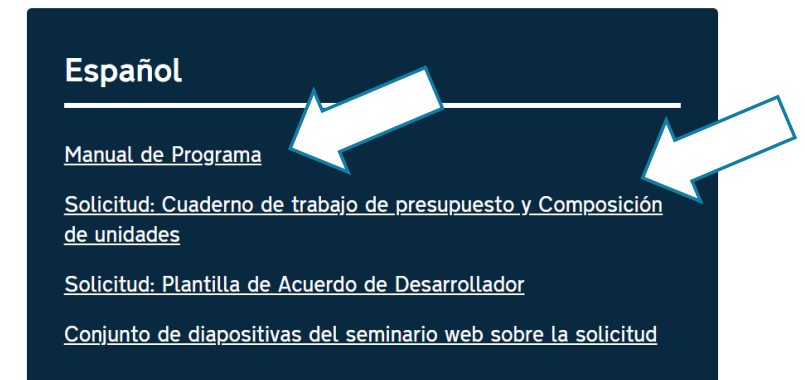 Español
Manual de Programa
Solicitud: Cuaderno de trabajo de presupuesto y Composición
de unidades
Solicitud: Plantilla de Acuerdo de Desarrollador
Conjunto de diapositivas del seminario web sobre la solicitud